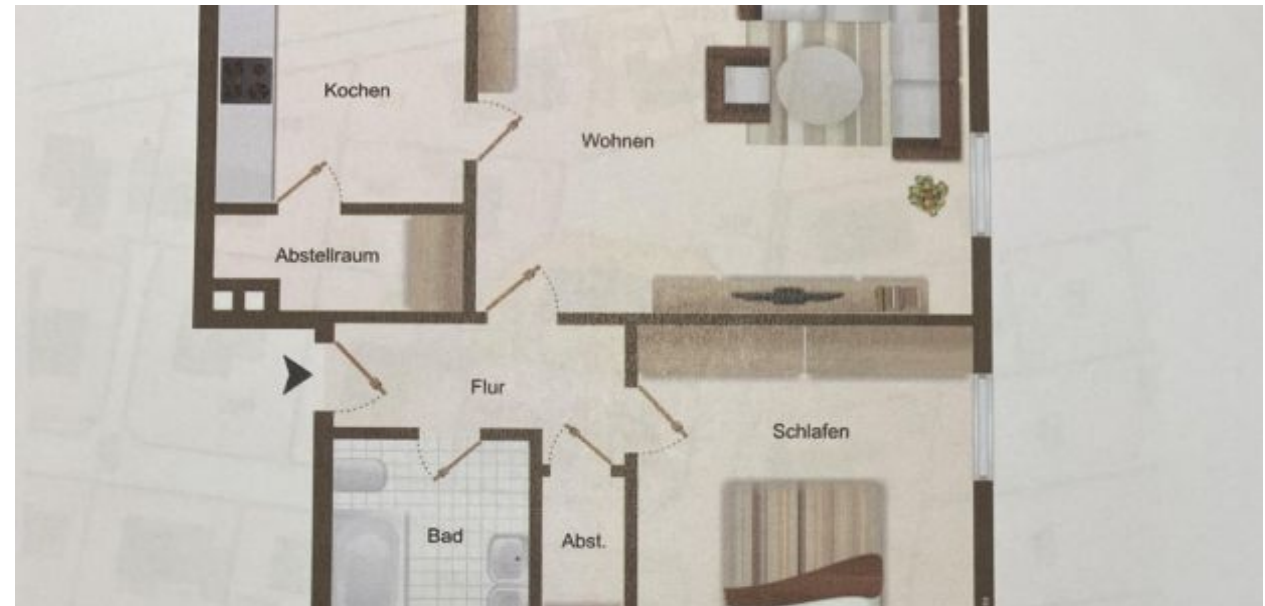 Kochen
Wohnen
Abstellraum
Flur
Schlafen
Bad
Abst.